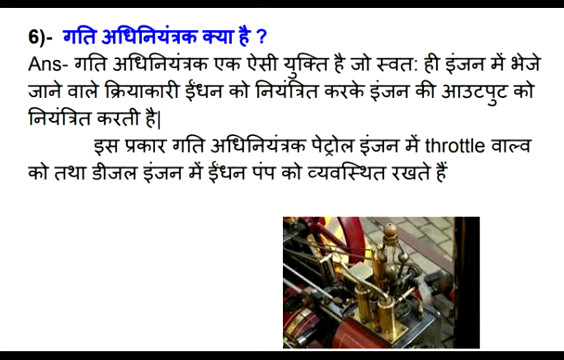 6)- गति अधिनियंत्रक क्या है ?
Ans- गति अधिनियंत्रक एक ऐसी युक्ति है जो स्वत: ही इंजन में भेजे
जाने वाले क्रियाकारी ईंधन को नियंत्रित करके इंजन की आउटपुट को
नियंत्रित करती है|
इस प्रकार गति अधिनियंत्रक पेट्रोल इंजन में throttle वाल्व
को तथा डीजल इंजन में ईंधन पंप को व्यवस्थित रखते हैं